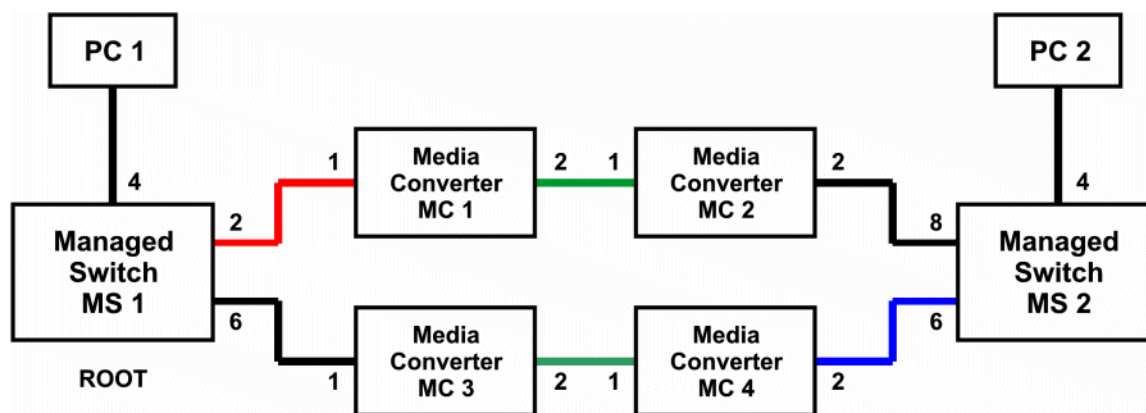 PC 1
PC 2
4
4
1
Media
Converter
MC 1
2
1
Media
Converter
MC 2
2
Managed
Switch
MS 1
2
6
8
6
Managed
Switch
MS 2
ROOT
1
Media
Converter
MC 3
2
1
Media
Converter
MC 4
2